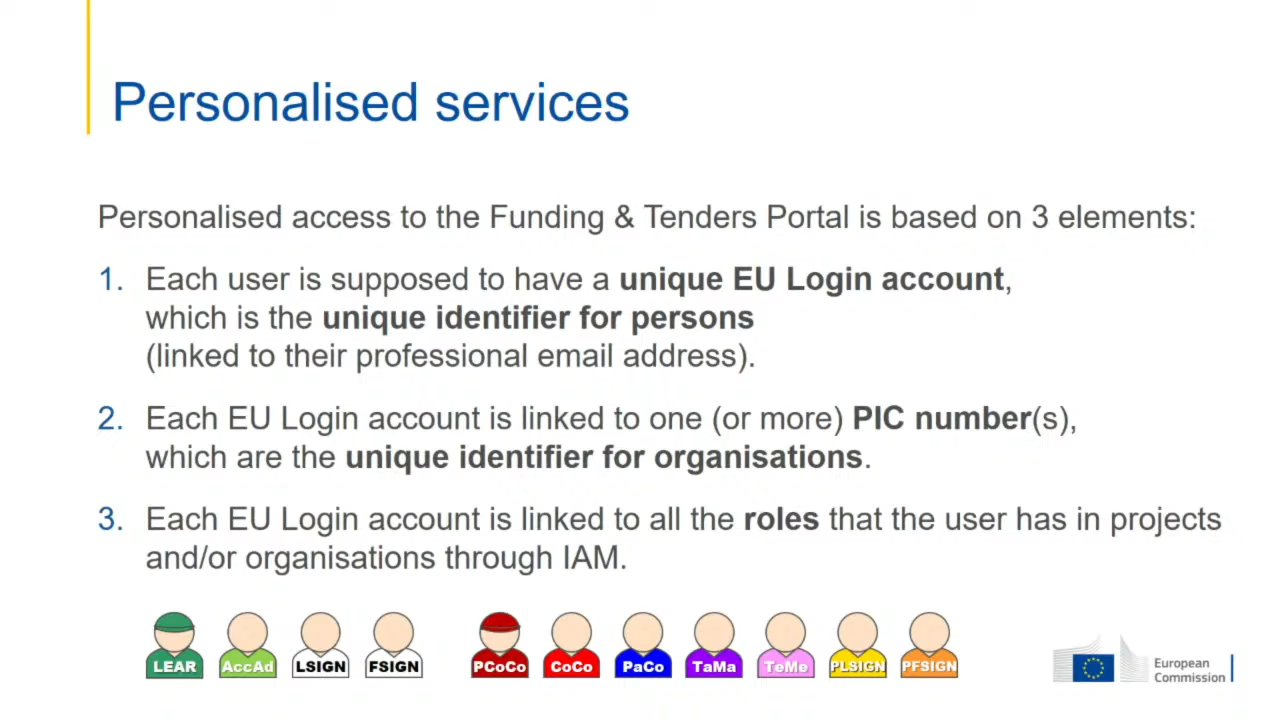 Personalised services
Personalised access to the Funding & Tenders Portal is based on 3 elements:
1. Each user is supposed to have a unique EU Login account,
which is the unique identifier for persons
(linked to their professional email address).
2. Each EU Login account is linked to one (or more) PIC number(s),
which are the unique identifier for organisations.
3. Each EU Login account is linked to all the roles that the user has in projects
and/or organisations through IAM.
LEAR AccAd LSIGN FSIGN PCoCo CoCo PaCo TaMa TeMe PLSIGN PFSIGN
European
Commission